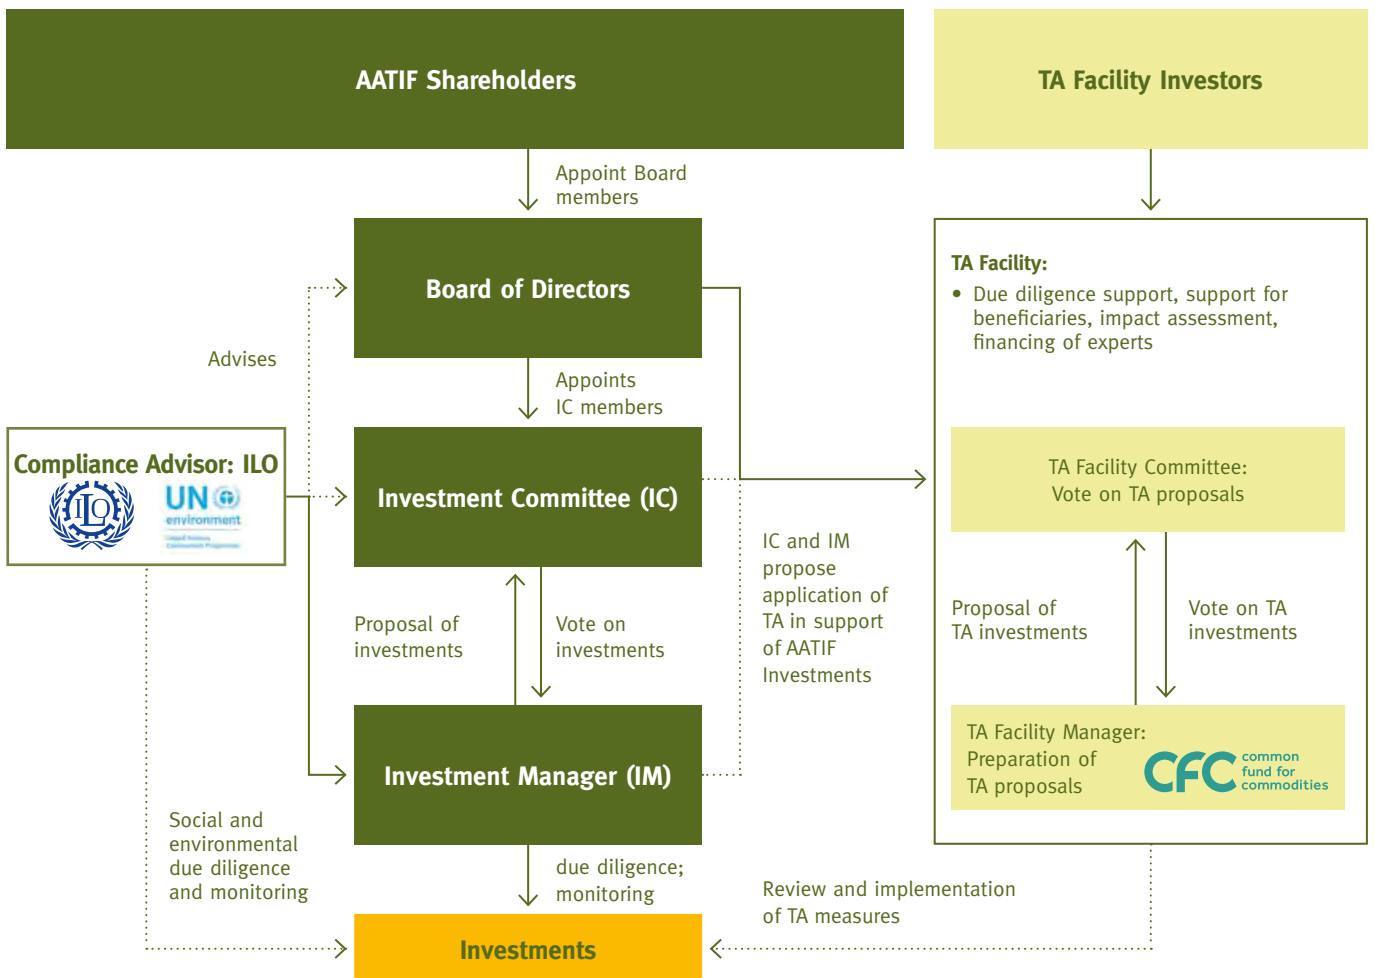 AATIF Shareholders
TA Facility Investors
Appoint Board
members
Board of Directors
TA Facility:
• Due diligence support, support for
beneficiaries, impact assessment,
financing of experts
Advises
Appoints
IC members
Compliance Advisor: ILO
ILO
UN
environment
Investment Committee (IC)
TA Facility Committee:
Vote on TA proposals
IC and IM
propose
application of
TA in support
of AATIF
Investments
Proposal of
investments
Vote on
investments
Proposal of
TA investments
Vote on TA
investments
Investment Manager (IM)
TA Facility Manager:
Preparation of
TA proposals
CFC
common
fund for
commodities
Social and
environmental
due diligence
and monitoring
due diligence;
monitoring
Review and implementation
of TA measures
Investments